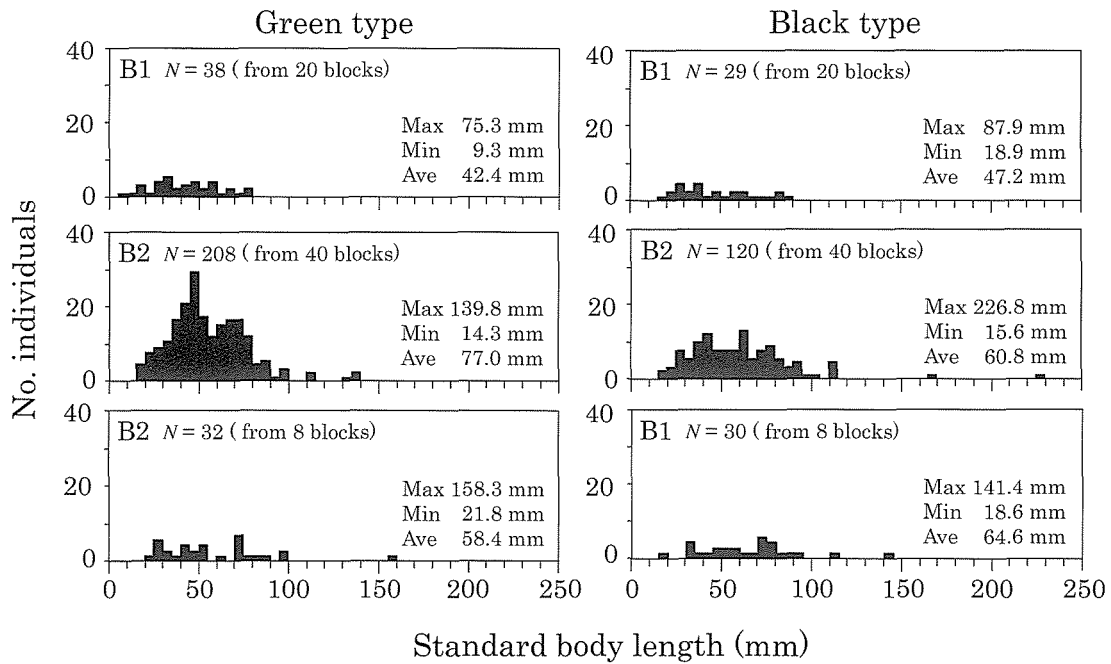 Green type
Black type
No. individuals
40
20
0
B1 N = 38 ( from 20 blocks)
Max 75.3 mm
Min 9.3 mm
Ave 42.4 mm
40
20
0
B1 N = 29 ( from 20 blocks)
Max 87.9 mm
Min 18.9 mm
Ave 47.2 mm
40
20
0
B2 N = 208 ( from 40 blocks)
Max 139.8 mm
Min 14.3 mm
Ave 77.0 mm
40
20
0
B2 N = 120 ( from 40 blocks)
Max 226.8 mm
Min 15.6 mm
Ave 60.8 mm
40
20
0
B2 N = 32 ( from 8 blocks)
Max 158.3 mm
Min 21.8 mm
Ave 58.4 mm
40
20
0
B1 N = 30 ( from 8 blocks)
Max 141.4 mm
Min 18.6 mm
Ave 64.6 mm
0 50 100 150 200 250
0 50 100 150 200 250
Standard body length (mm)